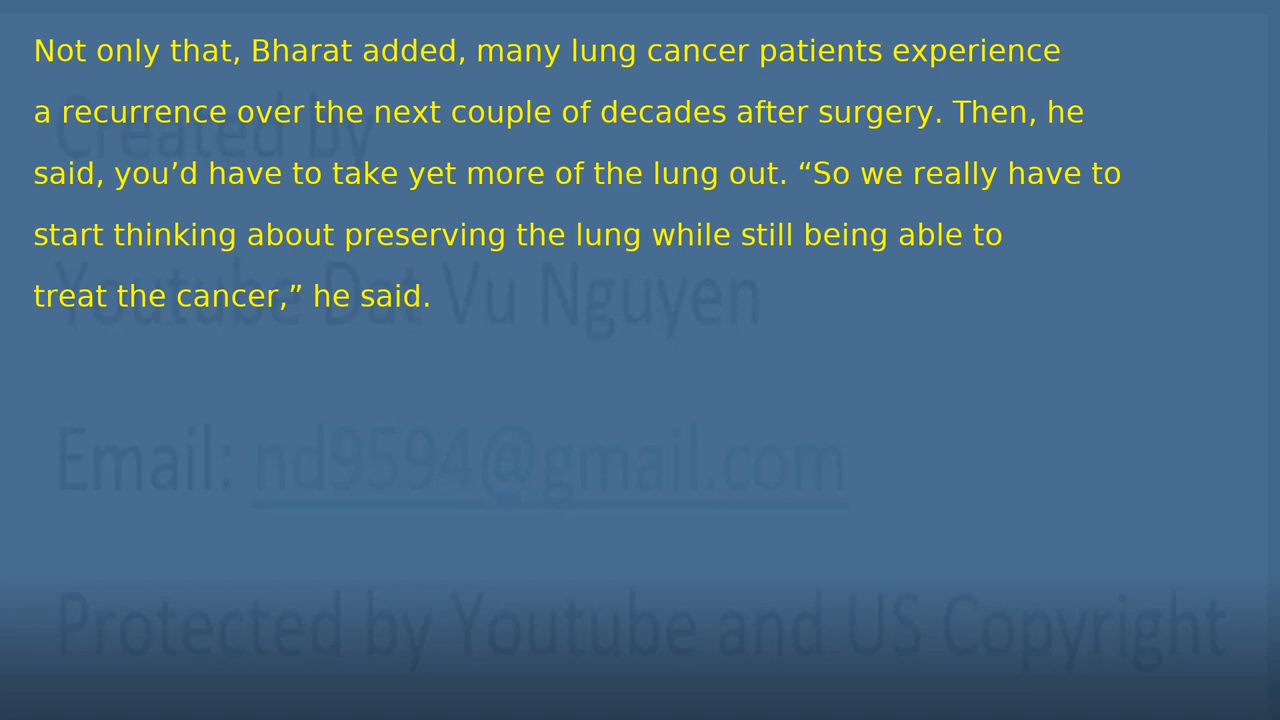 Not only that, Bharat added, many lung cancer patients experience
a recurrence over the next couple of decades after surgery. Then, he
said, you’d have to take yet more of the lung out. “So we really have to
start thinking about preserving the lung while still being able to
treat the cancer,” he said.
Created by
Youtube Dat Vu Nguyen
Email: nd9594@gmail.com
Protected by Youtube and US Copyright